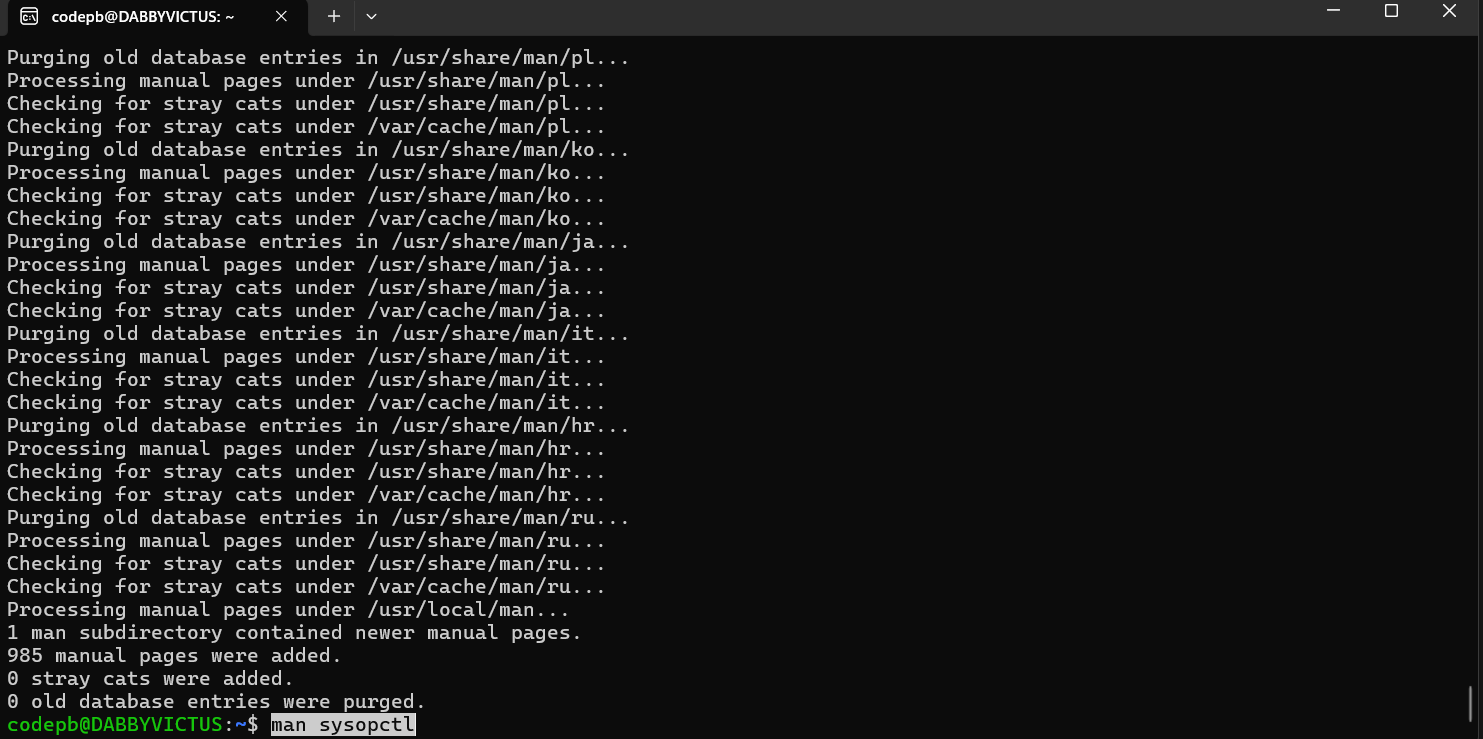 codepb@DABBYVICTUS: ~
Purging old database entries in /usr/share/man/pl...
Processing manual pages under /usr/share/man/pl...
Checking for stray cats under /usr/share/man/pl...
Checking for stray cats under /var/cache/man/pl...
Purging old database entries in /usr/share/man/ko...
Processing manual pages under /usr/share/man/ko...
Checking for stray cats under /usr/share/man/ko...
Checking for stray cats under /var/cache/man/ko...
Purging old database entries in /usr/share/man/ja...
Processing manual pages under /usr/share/man/ja...
Checking for stray cats under /usr/share/man/ja...
Checking for stray cats under /var/cache/man/ja...
Purging old database entries in /usr/share/man/it...
Processing manual pages under /usr/share/man/it...
Checking for stray cats under /usr/share/man/it...
Checking for stray cats under /var/cache/man/it...
Purging old database entries in /usr/share/man/hr...
Processing manual pages under /usr/share/man/hr...
Checking for stray cats under /usr/share/man/hr...
Checking for stray cats under /var/cache/man/hr...
Purging old database entries in /usr/share/man/ru...
Processing manual pages under /usr/share/man/ru...
Checking for stray cats under /usr/share/man/ru...
Checking for stray cats under /var/cache/man/ru...
Processing manual pages under /usr/local/man...
1 man subdirectory contained newer manual pages.
985 manual pages were added.
0 stray cats were added.
0 old database entries were purged.
codepb@DABBYVICTUS:~$ man sysopctl